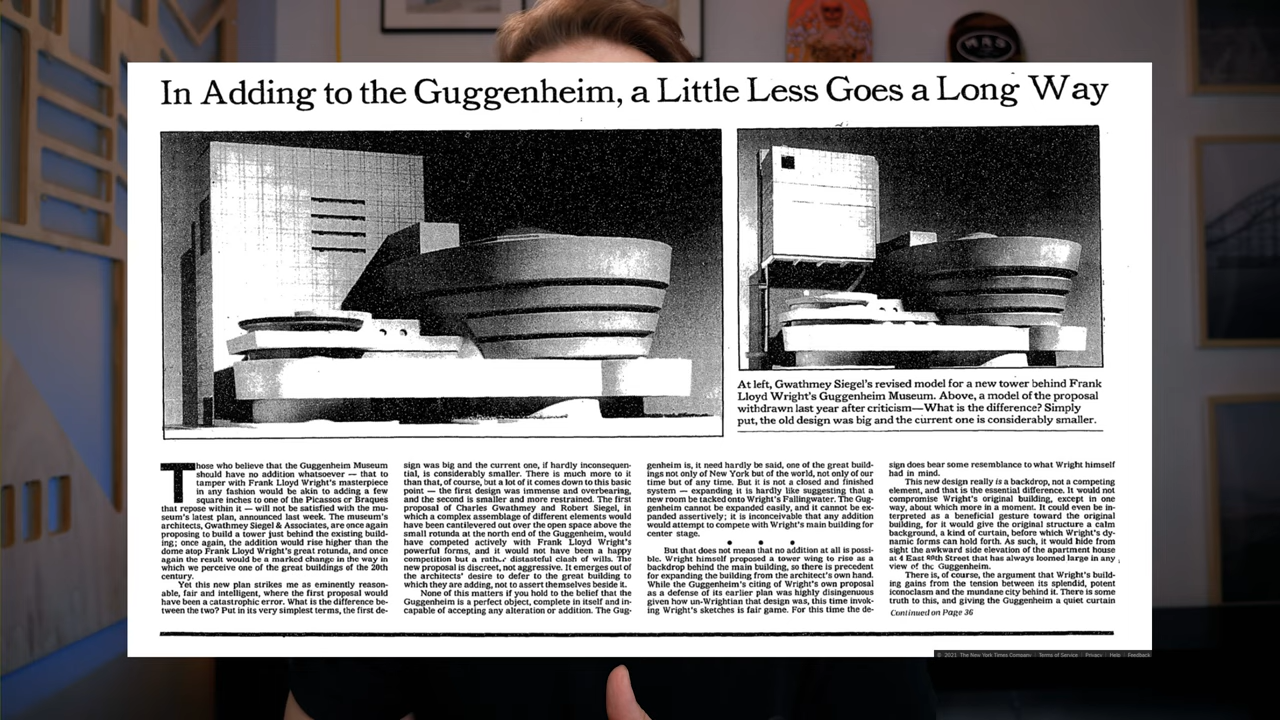 In Adding to the Guggenheim, a Little Less Goes a Long Way
At left, Gwathmey Siegel's revised model for a new tower behind Frank
Lloyd Wright's Guggenheim Museum. Above, a model of the proposal
withdrawn last year after criticism—What is the difference? Simply
put, the old design was big and the current one is considerably smaller.
Those who believe that the Guggenheim Museum
should have no addition whatsoever — that to
tamper with Frank Lloyd Wright's masterpiece
in any fashion would be akin to adding a few
square inches to one of the Picassos or Braques
that repose within it — will not be satisfied with the mu-
seum's latest plan, announced last week. The museum's
architects, Gwathmey Siegel & Associates, are once again
proposing to build a tower just behind the existing build-
ing; once again, the addition would rise higher than the
dome atop Frank Lloyd Wright's great rotunda, and once
again the result would be a marked change in the way in
which we perceive one of the great buildings of the 20th
century.
Yet this new plan strikes me as eminently reason-
able, fair and intelligent, where the first proposal would
have been a catastrophic error. What is the difference be-
tween the two? Put in its very simplest terms, the first de-
sign was big and the current one, if hardly inconsequen-
tial, is considerably smaller. There is much more to it
than that, of course, but a lot of it comes down to this basic
point — the first design was immense and overbearing,
and the second is smaller and more restrained. The first
proposal of Charles Gwathmey and Robert Siegel, in
which a complex assemblage of different elements would
have been cantilevered out over the open space above the
small rotunda at the north end of the Guggenheim, would
have competed actively with Frank Lloyd Wright's
powerful forms, and it would not have been a happy
competition but a rather distasteful clash of wills. The
new proposal is discreet, not aggressive. It emerges out of
the architects' desire to defer to the great building to
which they are adding, not to assert themselves beside it.
None of this matters if you hold to the belief that the
Guggenheim is a perfect object, complete in itself and in-
capable of accepting any alteration or addition. The Gug-
genheim is, it need hardly be said, one of the great build-
ings not only of New York but of the world, not only of our
time but of any time. But it is not a closed and finished
system — expanding it is hardly like suggesting that a
new room be tacked onto Wright's Fallingwater. The Gug-
genheim cannot be expanded easily, and it cannot be ex-
panded assertively; it is inconceivable that any addition
would attempt to compete with Wright's main building for
center stage.
• • •
But that does not mean that no addition at all is possi-
ble. Wright himself proposed a tower wing to rise as a
backdrop behind the main building, so there is precedent
for expanding the building from the architect's own hand.
While the Guggenheim's citing of Wright's own proposal
as a defense of its earlier plan was highly disingenuous
given how un-Wrightian that design was, this time invok-
ing Wright's sketches is fair game. For this time the de-
sign does bear some resemblance to what Wright himself
had in mind.
This new design really is a backdrop, not a competing
element, and that is the essential difference. It would not
compromise Wright's original building, except in one
way, about which more in a moment. It could even be in-
terpreted as a beneficial gesture toward the original
building, for it would give the original structure a calm
background, a kind of curtain, before which Wright's dy-
namic forms can hold forth. As such, it would hide from
sight the awkward side elevation of the apartment house
at 4 East 89th Street that has always loomed large in any
view of the Guggenheim.
There is, of course, the argument that Wright's build-
ing gains from the tension between its splendid, potent
iconoclasm and the mundane city behind it. There is some
truth to this, and giving the Guggenheim a quiet curtain
Continued on Page 36
© 2021 The New York Times Company | Terms of Service | Privacy | Help | Feedback